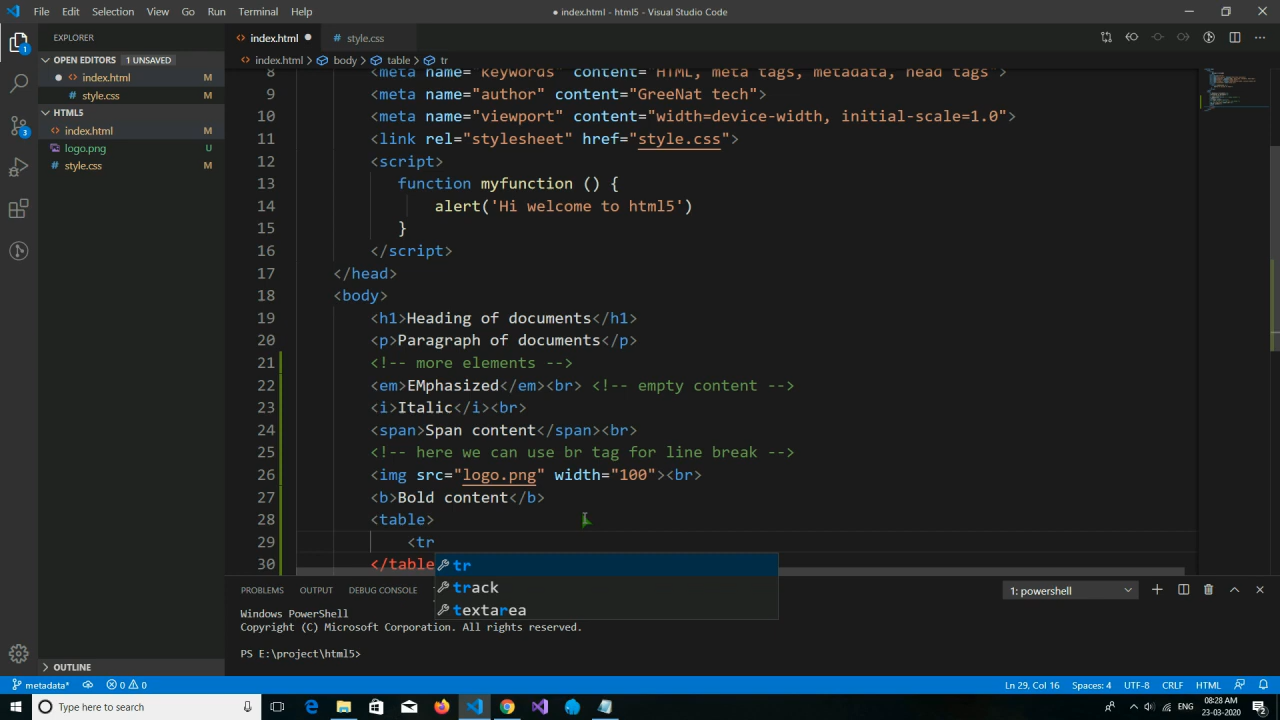 File Edit Selection View Go Run Terminal Help
● index.html - html5 - Visual Studio Code
EXPLORER
index.html ●
# style.css
OPEN EDITORS 1 UNSAVED
● <> index.html M
# style.css M
HTML5
<> index.html M
logo.png U
# style.css M
OUTLINE
<> index.html > body > table > tr
8 <meta name="keywords" content="HTML, meta tags, metadata, head tags">
9 <meta name="author" content="GreeNat tech">
10 <meta name="viewport" content="width=device-width, initial-scale=1.0">
11 <link rel="stylesheet" href="style.css">
12 <script>
13 function myfunction () {
14 alert('Hi welcome to html5')
15 }
16 </script>
17 </head>
18 <body>
19 <h1>Heading of documents</h1>
20 <p>Paragraph of documents</p>
21 <!-- more elements -->
22 <em>EMphasized</em><br> <!-- empty content -->
23 <i>Italic</i><br>
24 <span>Span content</span><br>
25 <!-- here we can use br tag for line break -->
26 <img src="logo.png" width="100"><br>
27 <b>Bold content</b>
28 <table>
29 <tr
30 </table
tr
track
textarea
PROBLEMS OUTPUT DEBUG CONSOLE
1: powershell
Windows PowerShell
Copyright (C) Microsoft Corporation. All rights reserved.
PS E:\project\html5>
metadata* 0 0
Ln 29, Col 16 Spaces: 4 UTF-8 CRLF HTML
Type here to search
ENG
08:28 AM
23-03-2020
1
3
2